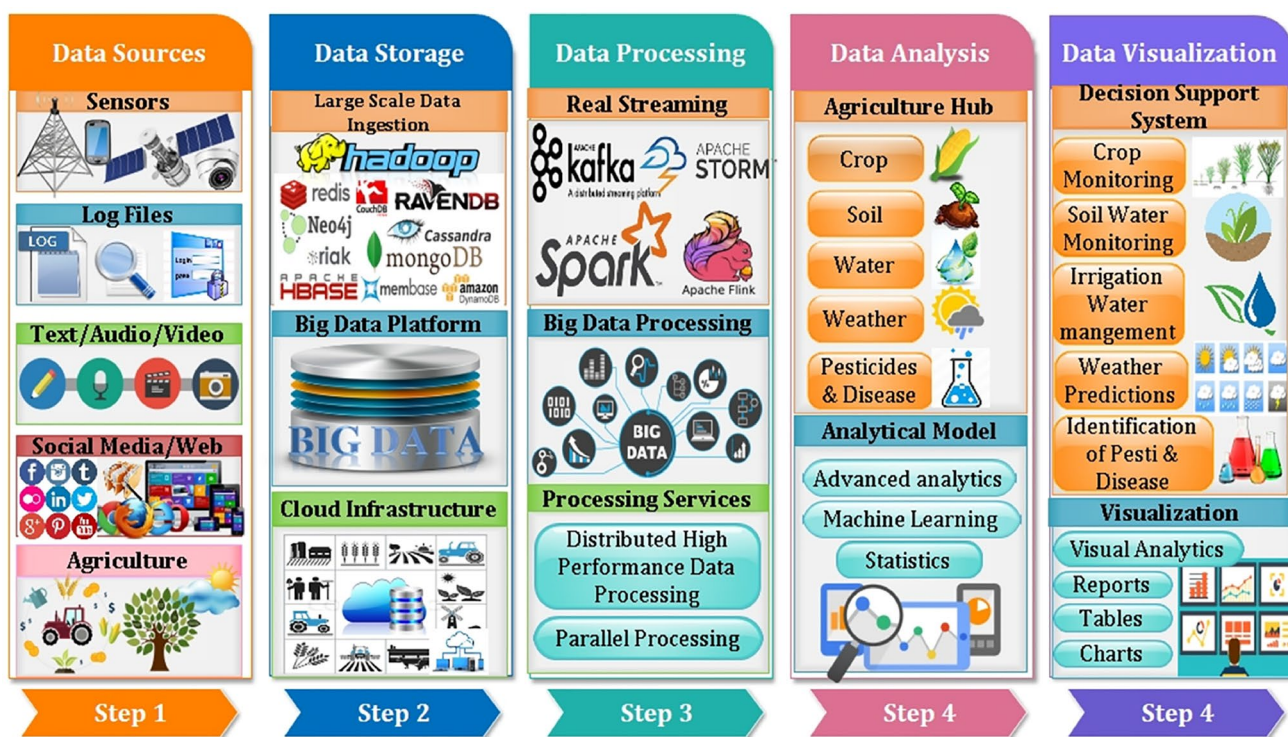 Data Sources
Sensors
Log Files
LOG
Login
Text/Audio/Video
Social Media/Web
Agriculture
Step 1
Data Storage
Large Scale Data
Ingestion
hadoop
redis
CouchDB
RAVENDB
Neo4j
Cassandra
riak
mongoDB
APACHE
HBASE
membase
amazon
DynamoDB
Big Data Platform
BIG DATA
Cloud Infrastructure
Step 2
Data Processing
Real Streaming
APACHE
kafka
A distributed streaming platform
APACHE
STORM
APACHE
Spark
Apache Flink
Big Data Processing
0101
1010
BIG
DATA
Processing Services
Distributed High
Performance Data
Processing
Parallel Processing
Step 3
Data Analysis
Agriculture Hub
Crop
Soil
Water
Weather
Pesticides
& Disease
Analytical Model
Advanced analytics
Machine Learning
Statistics
Step 4
Data Visualization
Decision Support
System
Crop
Monitoring
Soil Water
Monitoring
Irrigation
Water
mangement
Weather
Predictions
Identification
of Pesti &
Disease
Visualization
Visual Analytics
Reports
Tables
Charts
Step 4